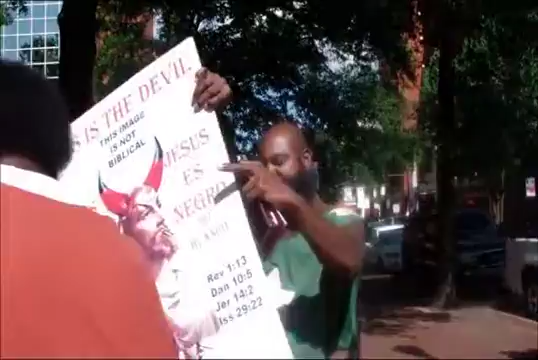 S IS THE DEVIL
THIS IMAGE
IS NOT
BIBLICAL
JESUS
ES
NEGRO
Rev 1:13
Dan 10:5
Jer 14:2
Iss 29:22